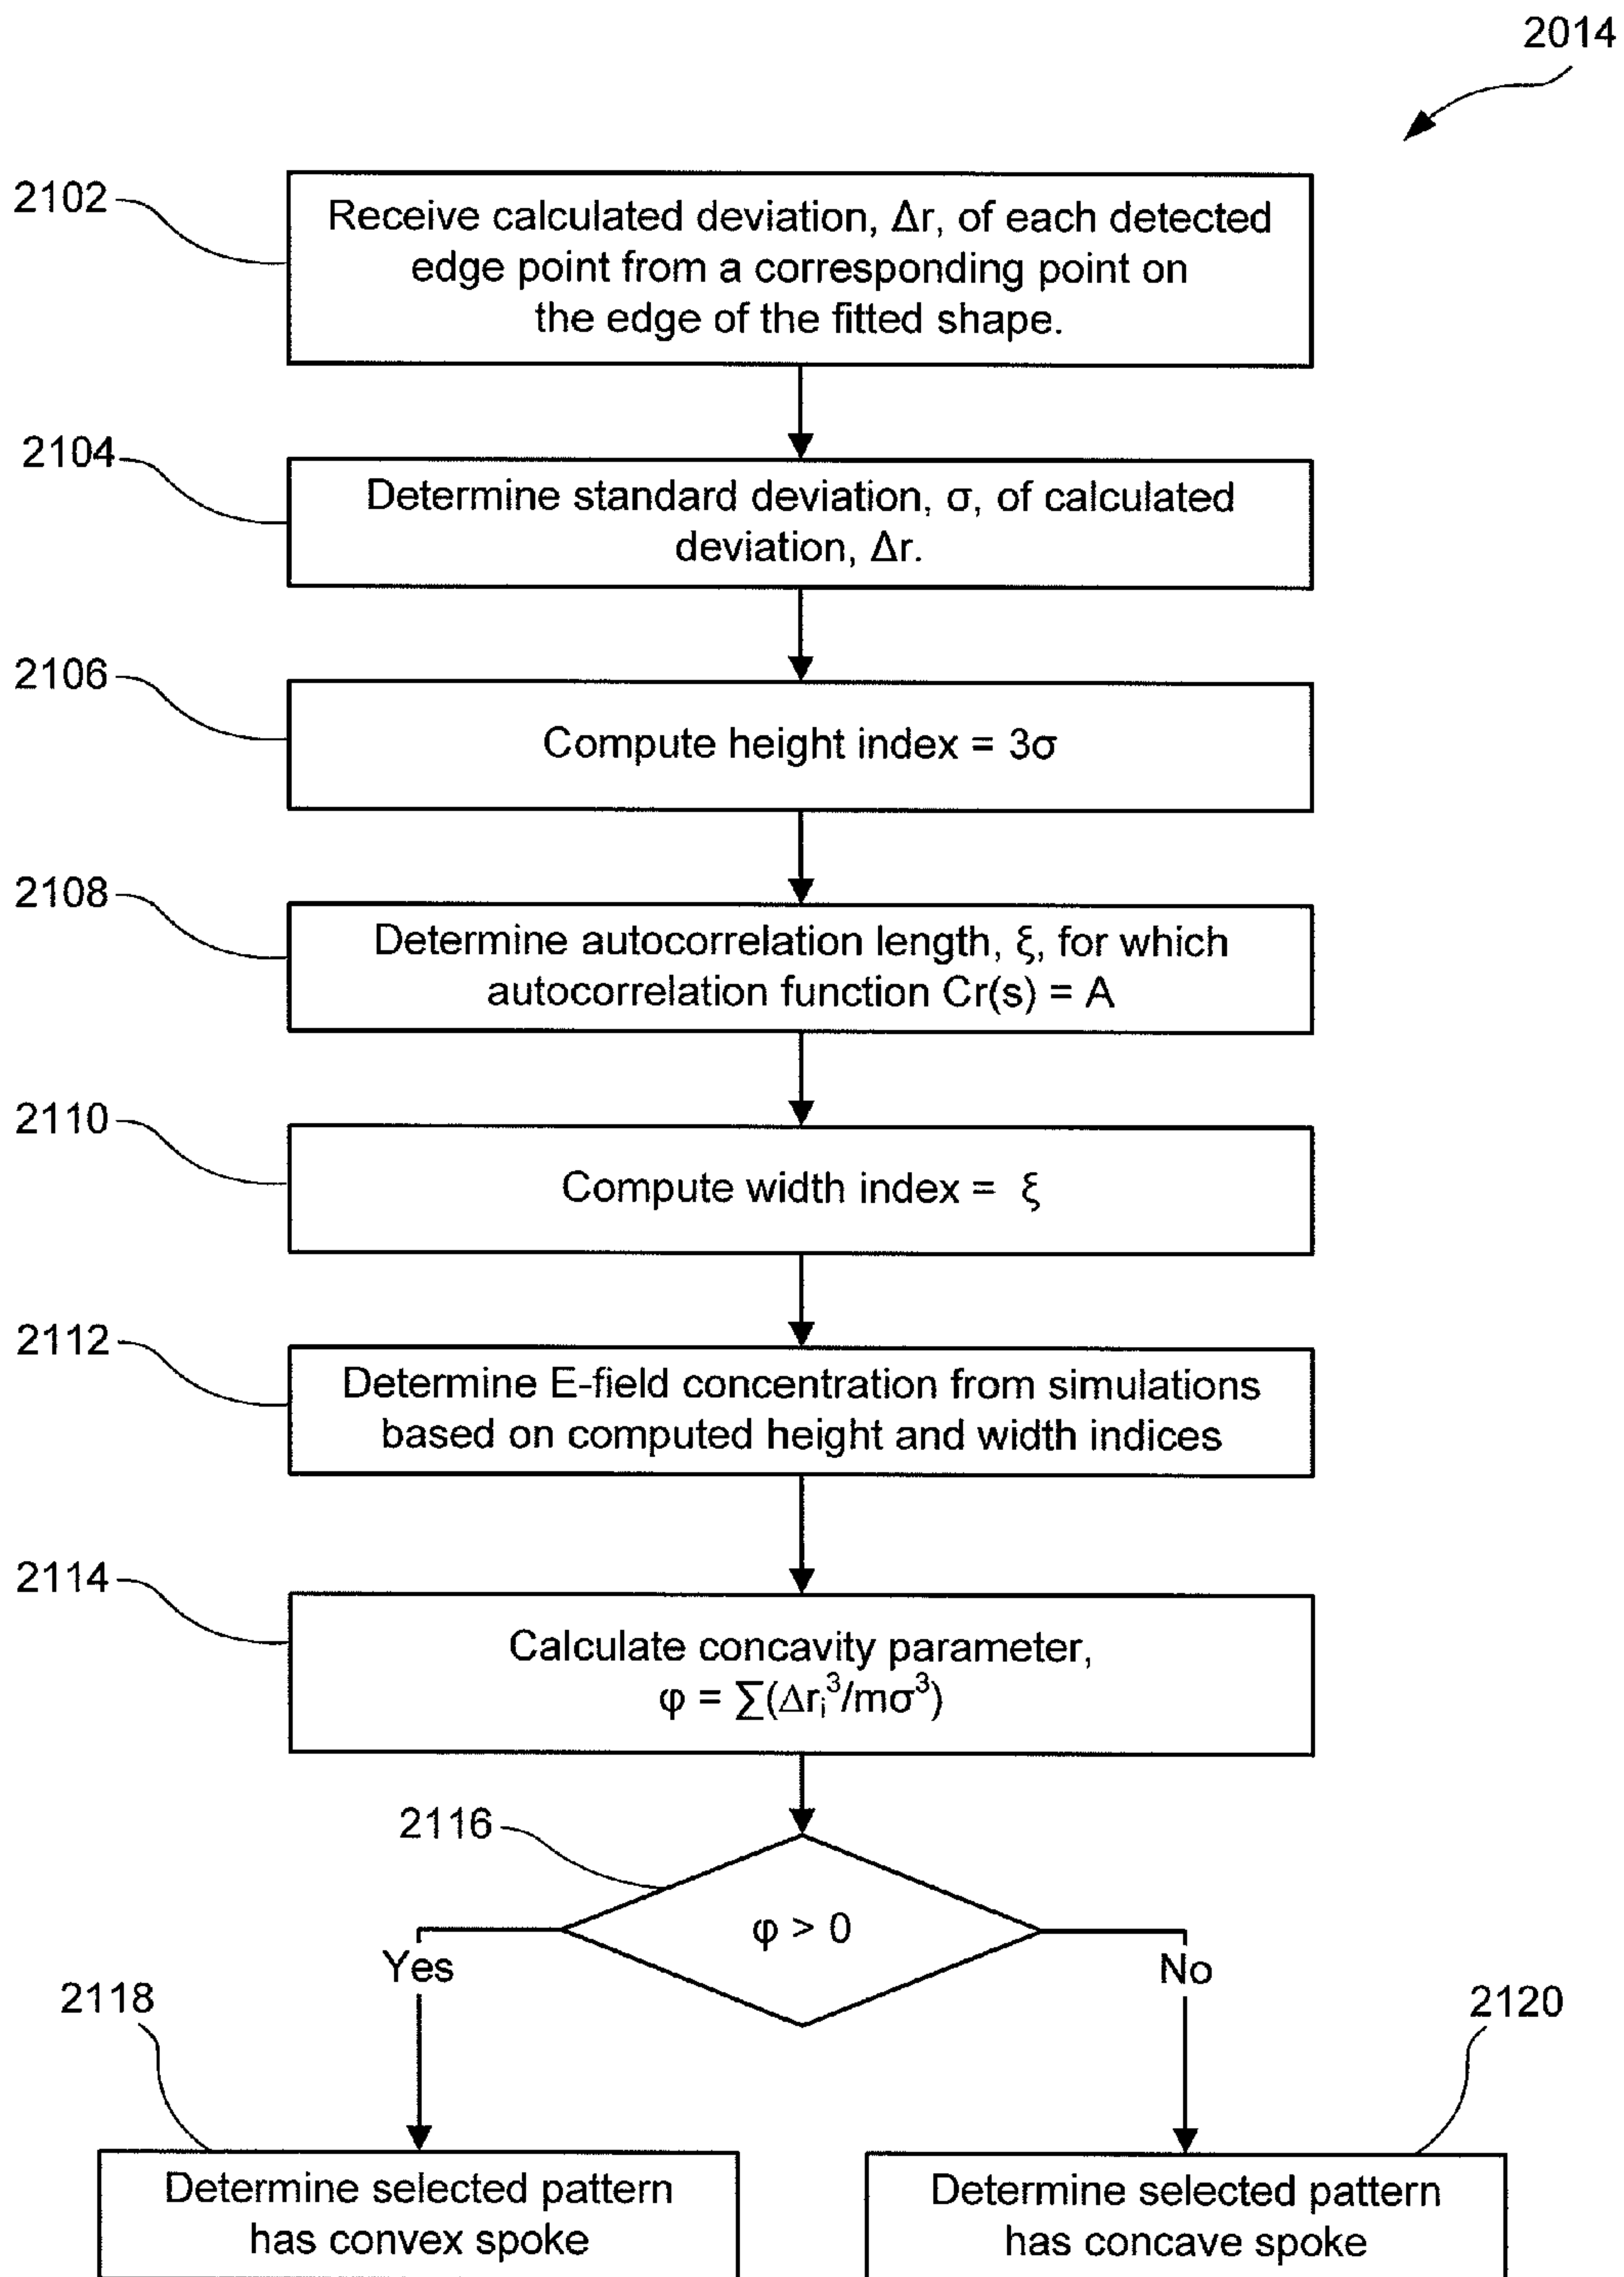 2014
2102
Receive calculated deviation, Δr, of each detected
edge point from a corresponding point on
the edge of the fitted shape.
2104
Determine standard deviation, σ, of calculated
deviation, Δr.
2106
Compute height index = 3σ
2108
Determine autocorrelation length, ξ, for which
autocorrelation function Cr(s) = A
2110
Compute width index = ξ
2112
Determine E-field concentration from simulations
based on computed height and width indices
2114
Calculate concavity parameter,
φ = ∑(Δrᵢ³/mσ³)
2116
φ > 0
Yes
No
2118
2120
Determine selected pattern
has convex spoke
Determine selected pattern
has concave spoke